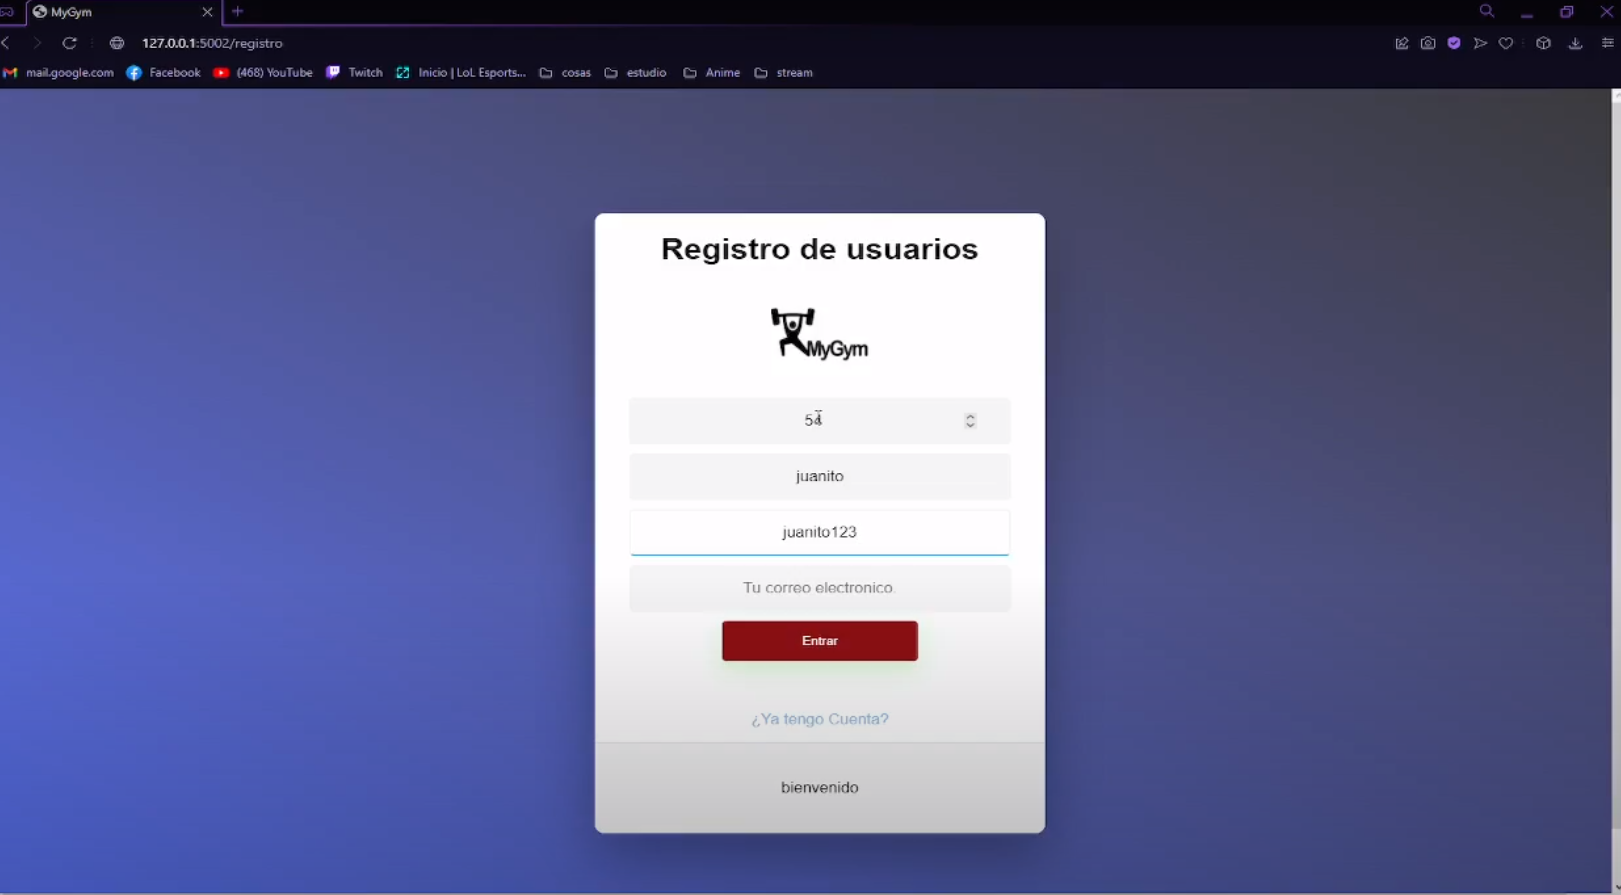 MyGym
127.0.0.1:5002/registro
mail.google.com Facebook (468) YouTube Twitch Inicio | LoL Esports... cosas estudio Anime stream
Registro de usuarios
MyGym
54
juanito
juanito123
Tu correo electronico.
Entrar
¿Ya tengo Cuenta?
bienvenido